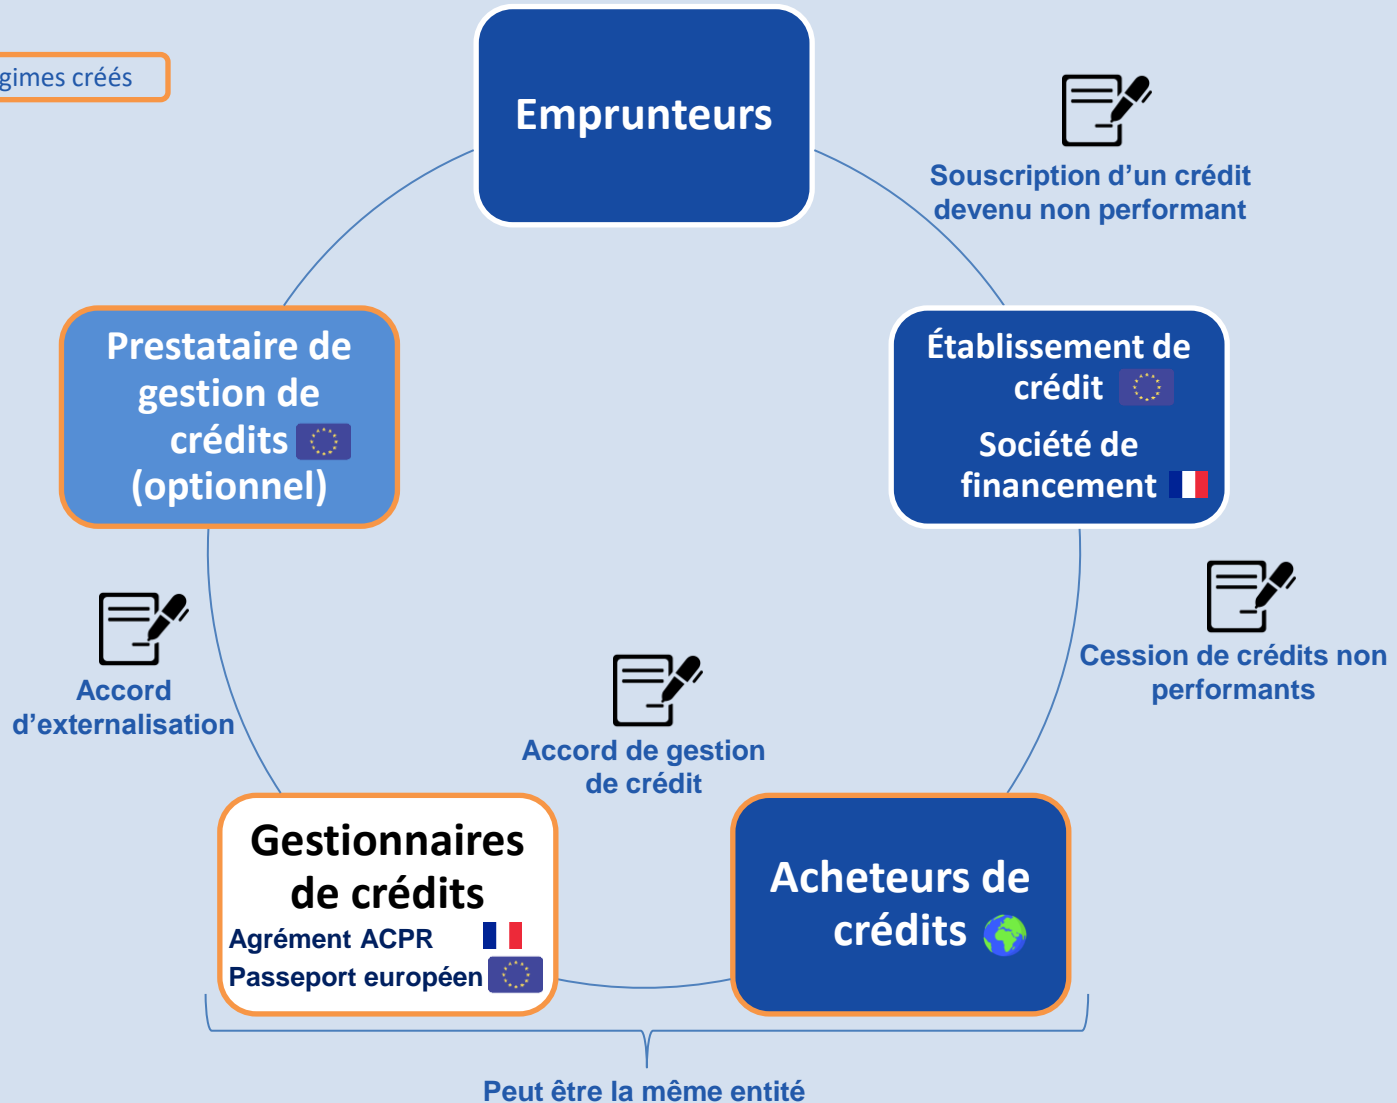 Emprunteurs
gimes créés
Souscription d’un crédit
devenu non performant
Prestataire de
gestion de
crédits
(optionnel)
Établissement de
crédit
Société de
financement
Accord
d’externalisation
Cession de crédits non
performants
Accord de gestion
de crédit
Gestionnaires
de crédits
Agrément ACPR
Passeport européen
Acheteurs de
crédits
Peut être la même entité